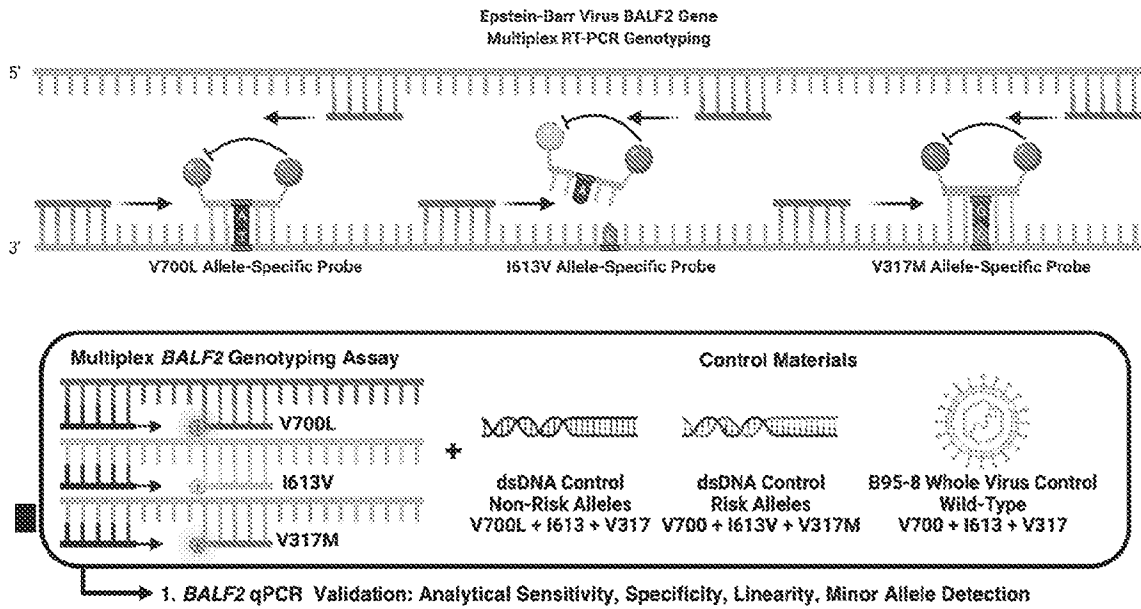 Epstein-Barr Virus BALF2 Gene
Multiplex RT-PCR Genotyping
5'
3'
V700L Allele-Specific Probe
I613V Allele-Specific Probe
V317M Allele-Specific Probe
Multiplex BALF2 Genotyping Assay
V700L
I613V
V317M
+
Control Materials
dsDNA Control
Non-Risk Alleles
V700L + I613 + V317
dsDNA Control
Risk Alleles
V700 + I613V + V317M
B95-8 Whole Virus Control
Wild-Type
V700 + I613 + V317
1. BALF2 qPCR Validation: Analytical Sensitivity, Specificity, Linearity, Minor Allele Detection